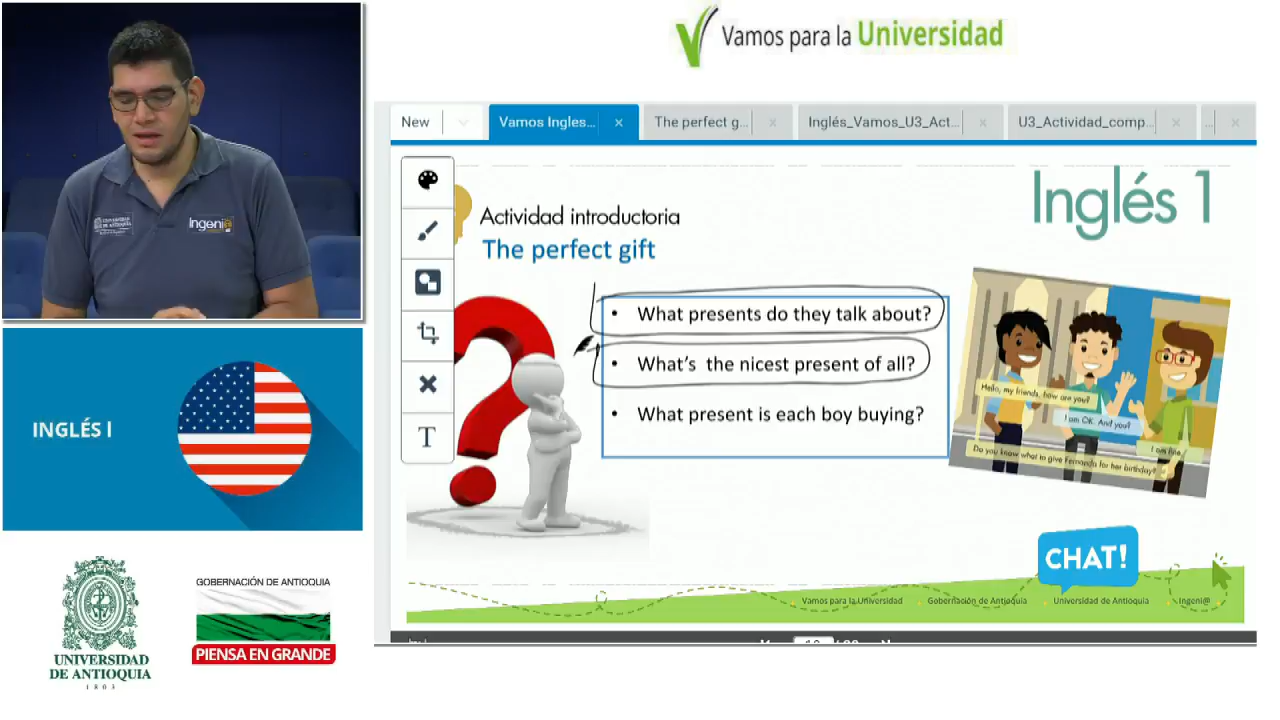 Vamos para la Universidad
New
Vamos Ingles...
The perfect g...
Inglés_Vamos_U3_Act...
U3_Actividad_comp...
...
Inglés 1
Actividad introductoria
The perfect gift
• What presents do they talk about?
• What's the nicest present of all?
• What present is each boy buying?
Hello, my friends, how are you?
I am OK. And you?
I am fine.
Do you know what to give Fernanda for her birthday?
T
CHAT!
Vamos para la Universidad
Gobernación de Antioquia
Universidad de Antioquia
Ingeni@
Ingeni@
INGLÉS I
UNIVERSIDAD
DE ANTIOQUIA
1803
GOBERNACIÓN DE ANTIOQUIA
PIENSA EN GRANDE